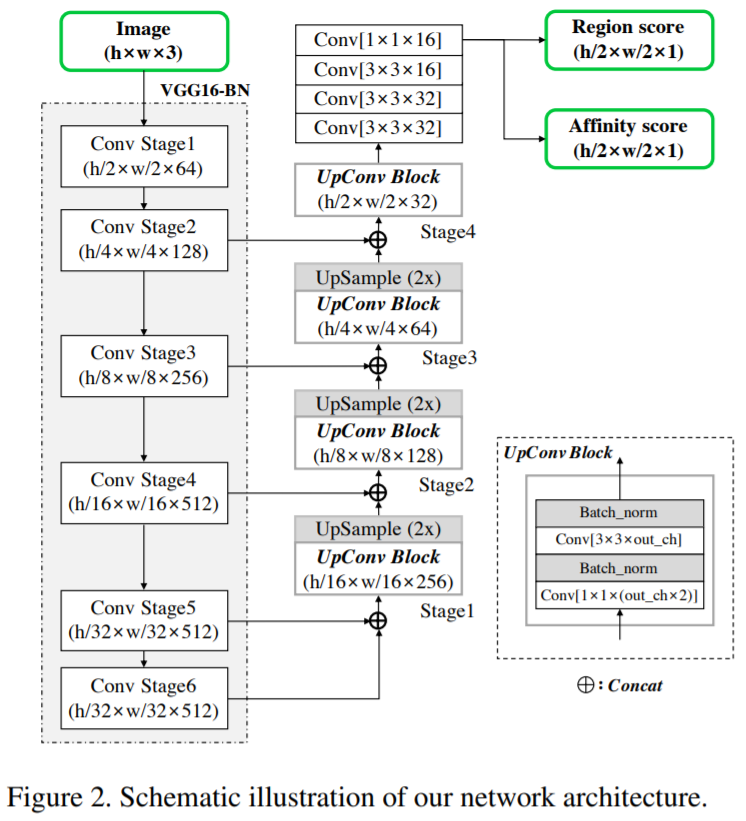 Image
(h×w×3)
VGG16-BN
Conv Stage1
(h/2×w/2×64)
Conv Stage2
(h/4×w/4×128)
Conv Stage3
(h/8×w/8×256)
Conv Stage4
(h/16×w/16×512)
Conv Stage5
(h/32×w/32×512)
Conv Stage6
(h/32×w/32×512)
Conv[1×1×16]
Conv[3×3×16]
Conv[3×3×32]
Conv[3×3×32]
UpConv Block
(h/2×w/2×32)
Stage4
UpSample (2x)
UpConv Block
(h/4×w/4×64)
Stage3
UpSample (2x)
UpConv Block
(h/8×w/8×128)
Stage2
UpSample (2x)
UpConv Block
(h/16×w/16×256)
Stage1
Region score
(h/2×w/2×1)
Affinity score
(h/2×w/2×1)
UpConv Block
Batch_norm
Conv[3×3×out_ch]
Batch_norm
Conv[1×1×(out_ch×2)]
⊕: Concat
Figure 2. Schematic illustration of our network architecture.